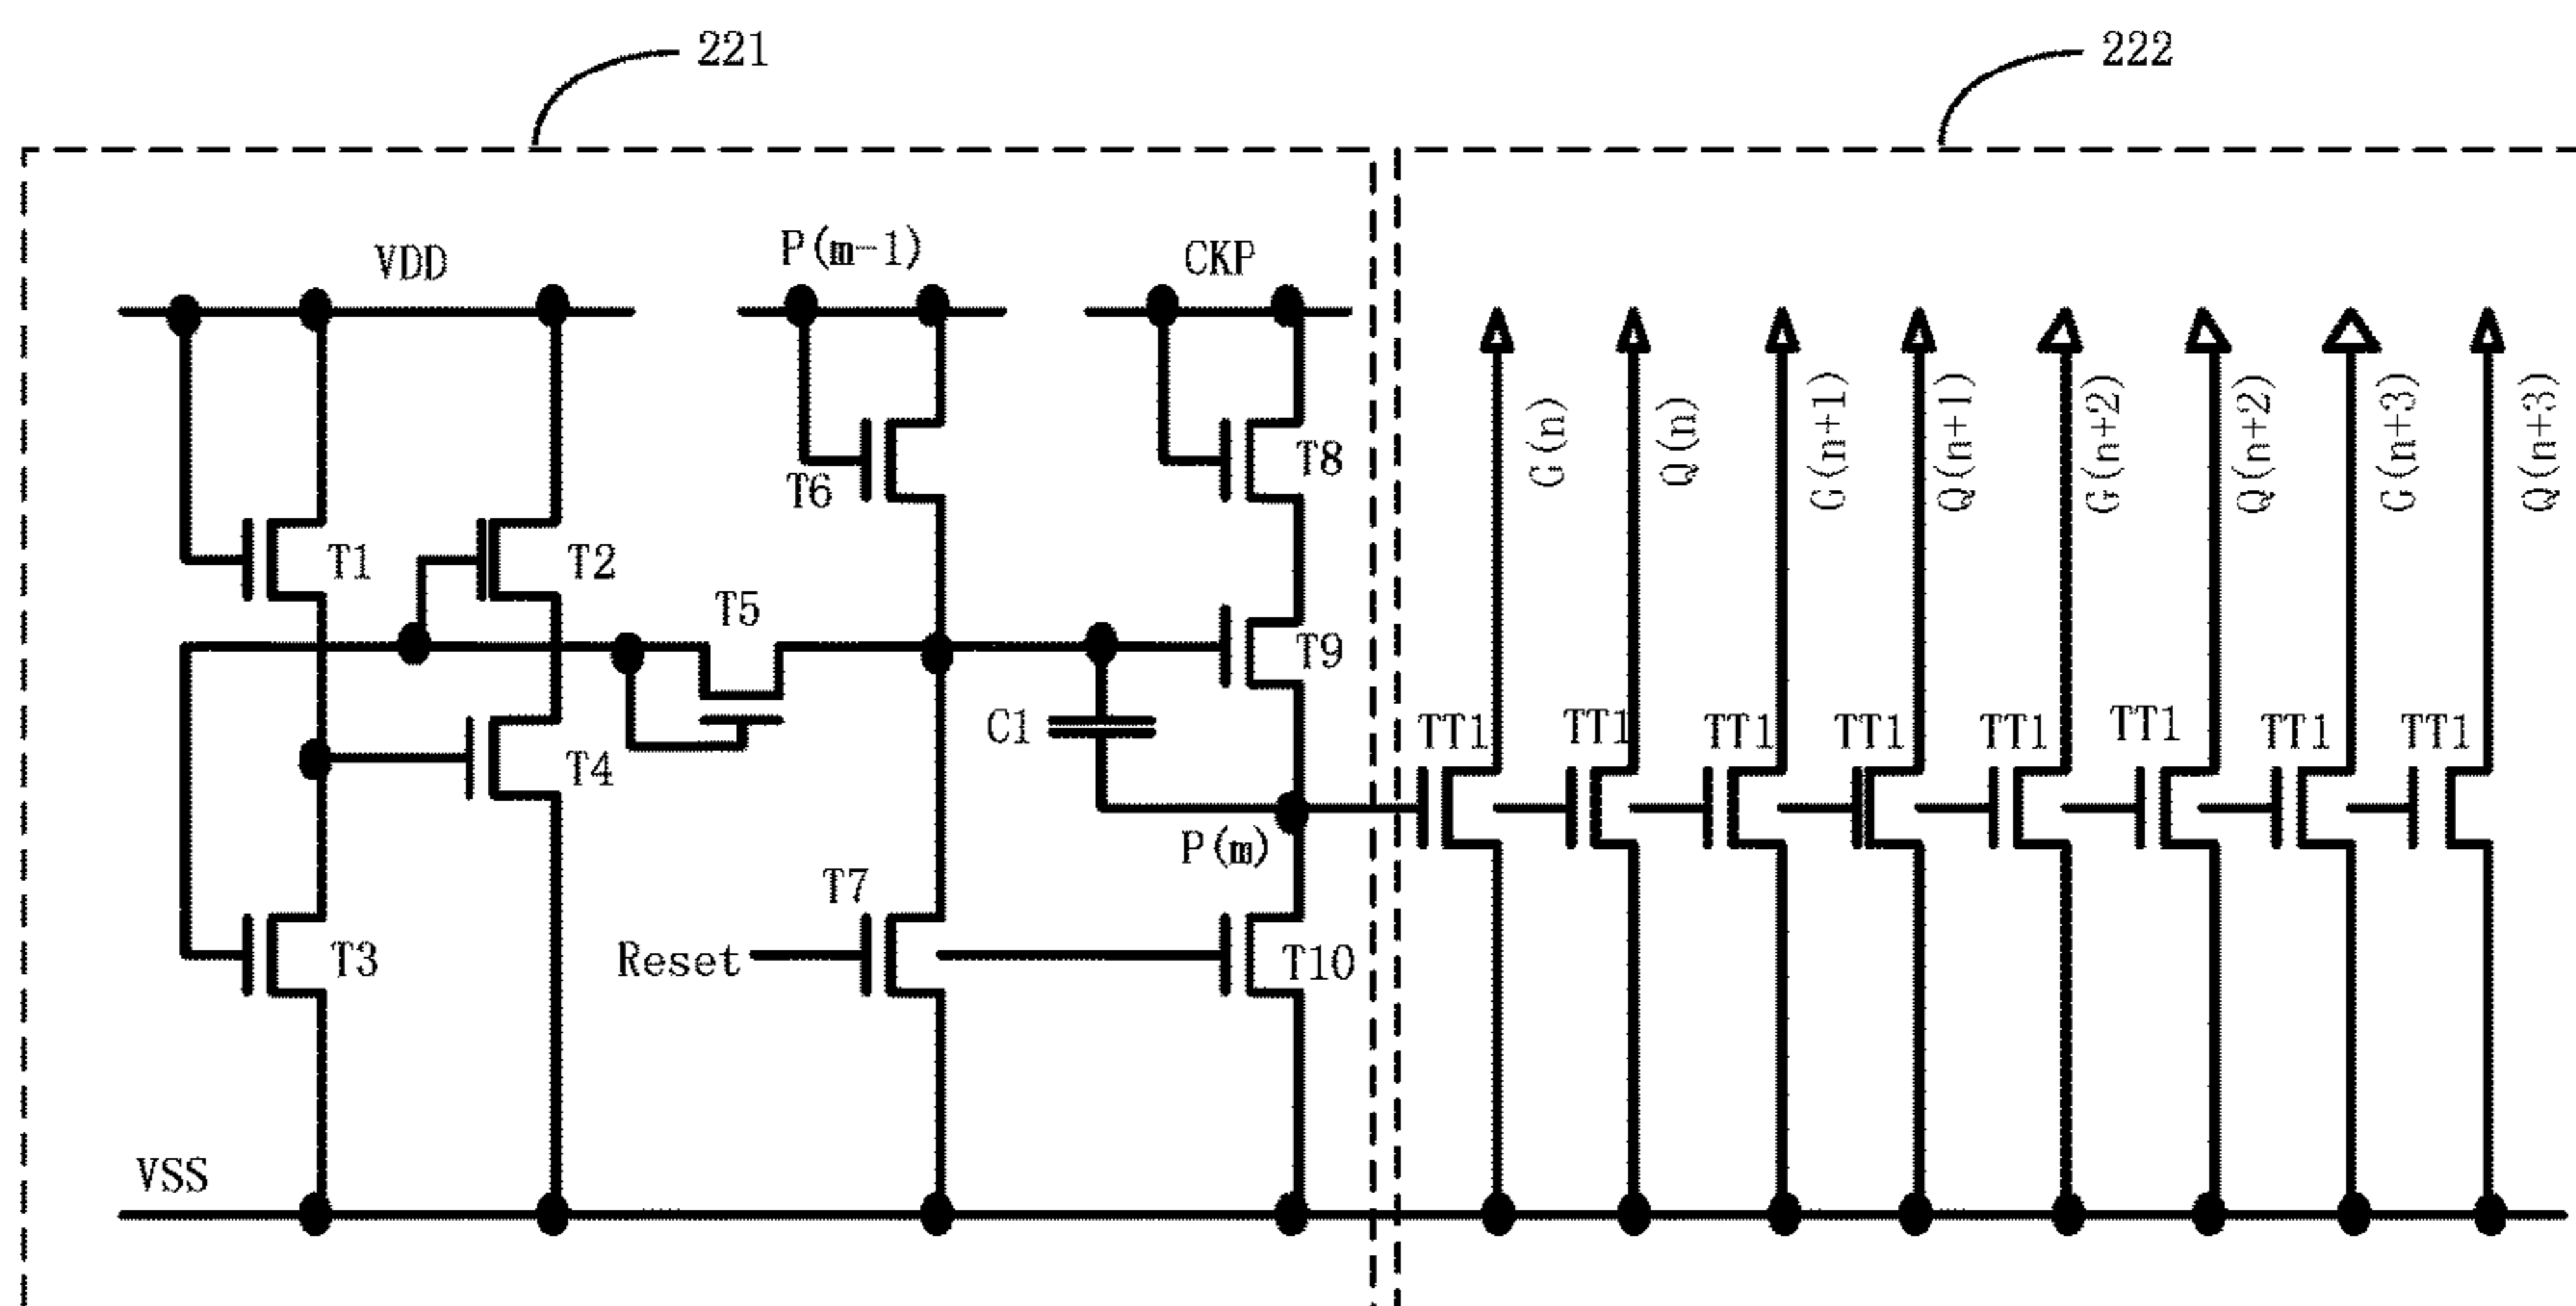 221
222
VDD
P(m-1)
CKP
G(n)
Q(n)
G(n+1)
Q(n+1)
G(n+2)
Q(n+2)
G(n+3)
Q(n+3)
T6
T8
T1
T2
T5
T9
C1
T4
TT1
TT1
TT1
TT1
TT1
TT1
TT1
TT1
P(m)
T7
Reset
T3
T10
VSS